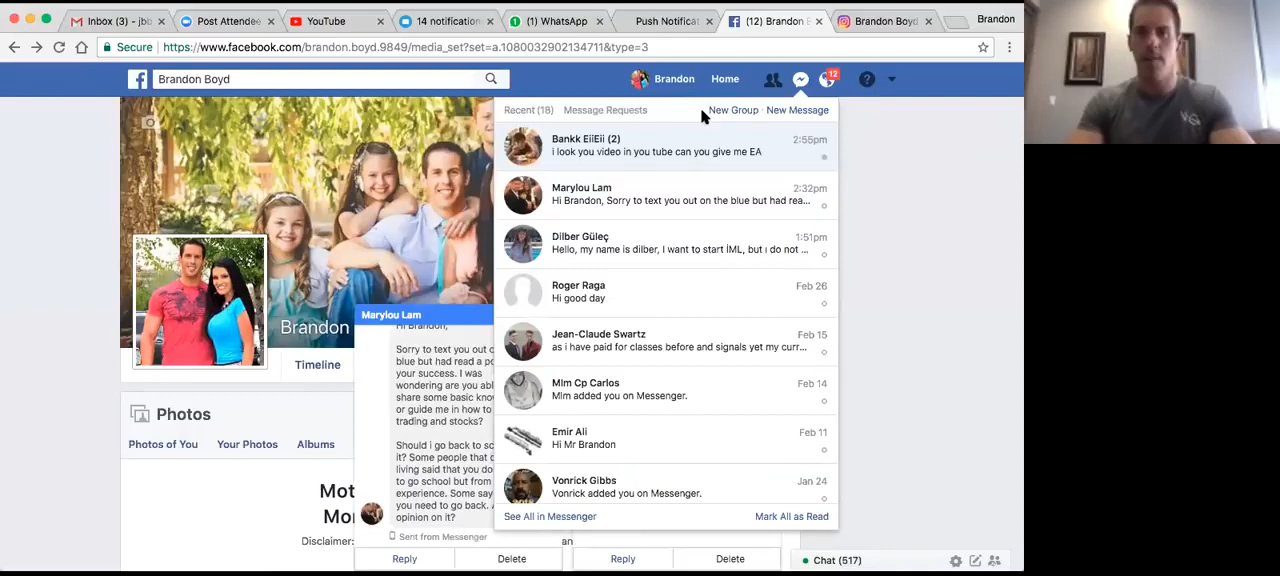 Inbox (3) - jbb
Post Attendee
YouTube
14 notification
(1) WhatsApp
Push Notificat
(12) Brandon B
Brandon Boyd
Brandon
Secure
https://www.facebook.com/brandon.boyd.9849/media_set?set=a.1080032902134711&type=3
Brandon Boyd
Brandon
Home
12
Recent (18)
Message Requests
New Group · New Message
Bankk EiiEii (2)
2:55pm
i look you video in you tube can you give me EA
Marylou Lam
2:32pm
Hi Brandon, Sorry to text you out on the blue but had rea...
Dilber Güleç
1:51pm
Hello, my name is dilber, I want to start İML, but ı do not ...
Roger Raga
Feb 26
Hi good day
Jean-Claude Swartz
Feb 15
as i have paid for classes before and signals yet my curr...
Mlm Cp Carlos
Feb 14
Mlm added you on Messenger.
Emir Ali
Feb 11
Hi Mr Brandon
Vonrick Gibbs
Jan 24
Vonrick added you on Messenger.
See All in Messenger
Mark All as Read
Brandon
Timeline
Photos
Photos of You
Your Photos
Albums
Mot
Mor
Disclaimer:
Marylou Lam
Hi Brandon,
Sorry to text you out o
blue but had read a po
your success. I was
wondering are you abl
share some basic know
or guide me in how to
trading and stocks?
Should i go back to sc
it? Some people that d
living said that you do
to go school but from
experience. Some say
you need to go back. A
opinion on it?
Sent from Messenger
an
Reply
Delete
Reply
Delete
Chat (517)